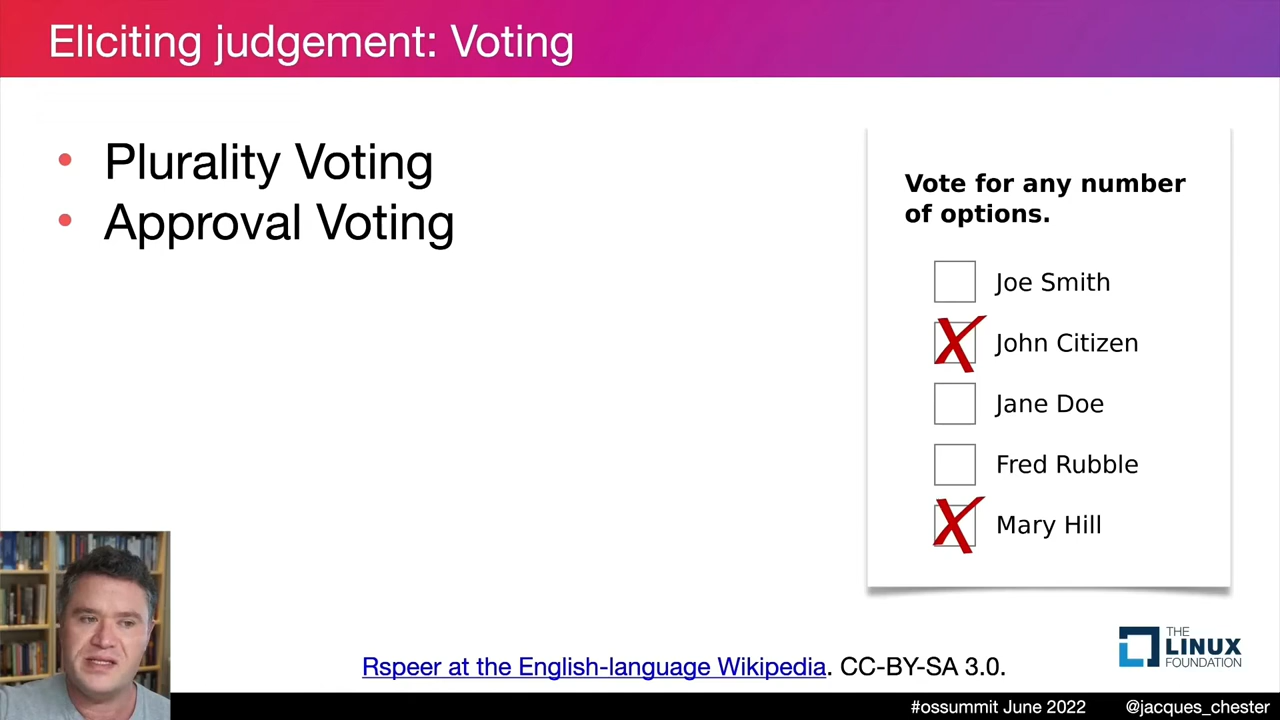 Eliciting judgement: Voting
• Plurality Voting
• Approval Voting
Vote for any number
of options.
Joe Smith
John Citizen
Jane Doe
Fred Rubble
Mary Hill
Rspeer at the English-language Wikipedia. CC-BY-SA 3.0.
THE
LINUX
FOUNDATION
#ossummit June 2022
@jacques_chester